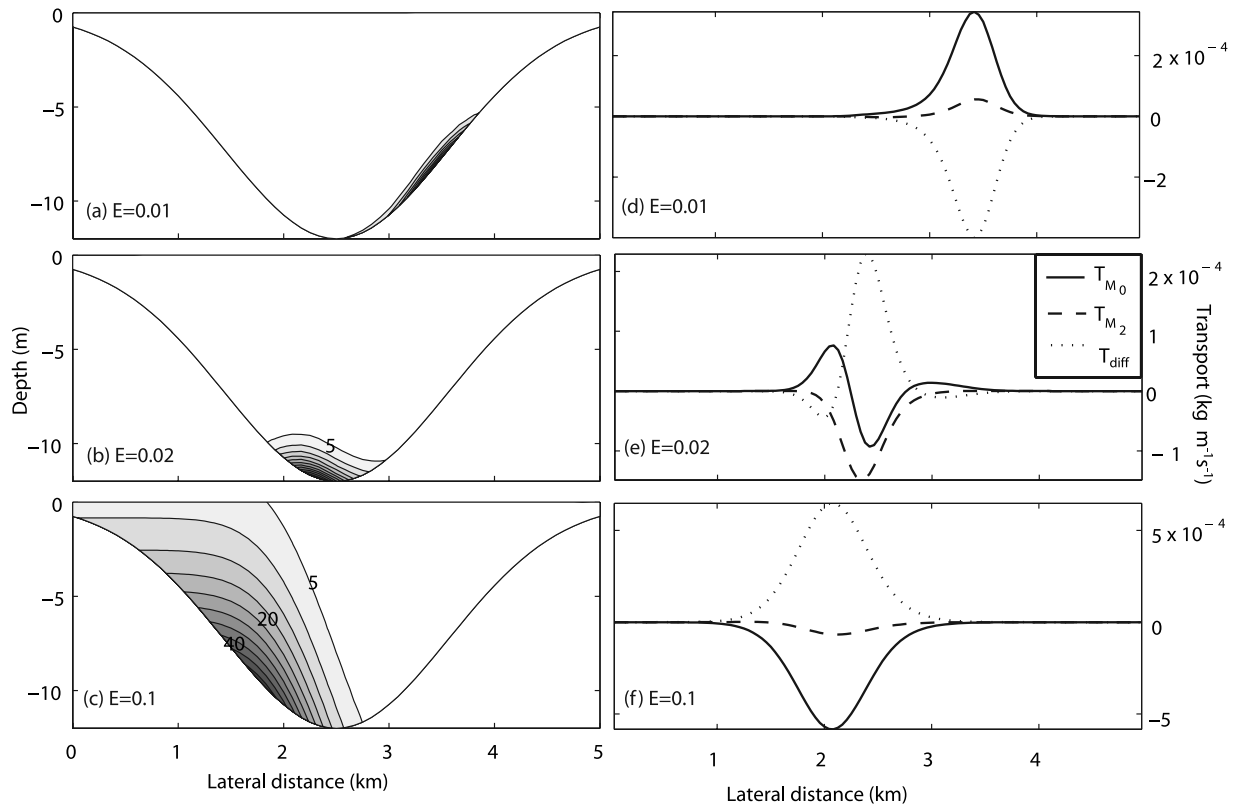 0
−5
−10
(a) E=0.01
0
−5
−10
(b) E=0.02
5
0
−5
−10
(c) E=0.1
5
20
40
0 1 2 3 4 5
Lateral distance (km)
Depth (m)
2 x 10⁻⁴
0
−2
(d) E=0.01
2 x 10⁻⁴
1
0
− 1
(e) E=0.02
T_M₀
T_M₂
T_diff
Transport (kg m⁻¹s⁻¹)
5 x 10⁻⁴
0
−5
(f) E=0.1
1 2 3 4
Lateral distance (km)